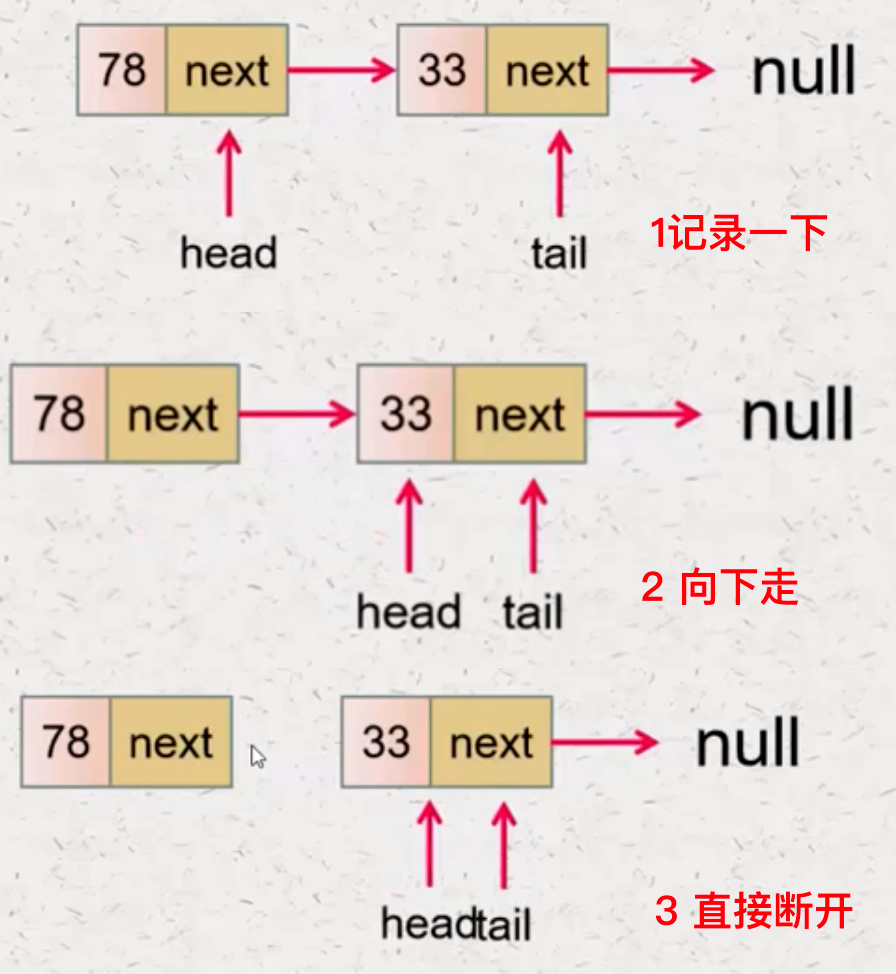 78 next 33 next null
head tail 1记录一下
78 next 33 next null
head tail 2 向下走
78 next 33 next null
headtail 3 直接断开